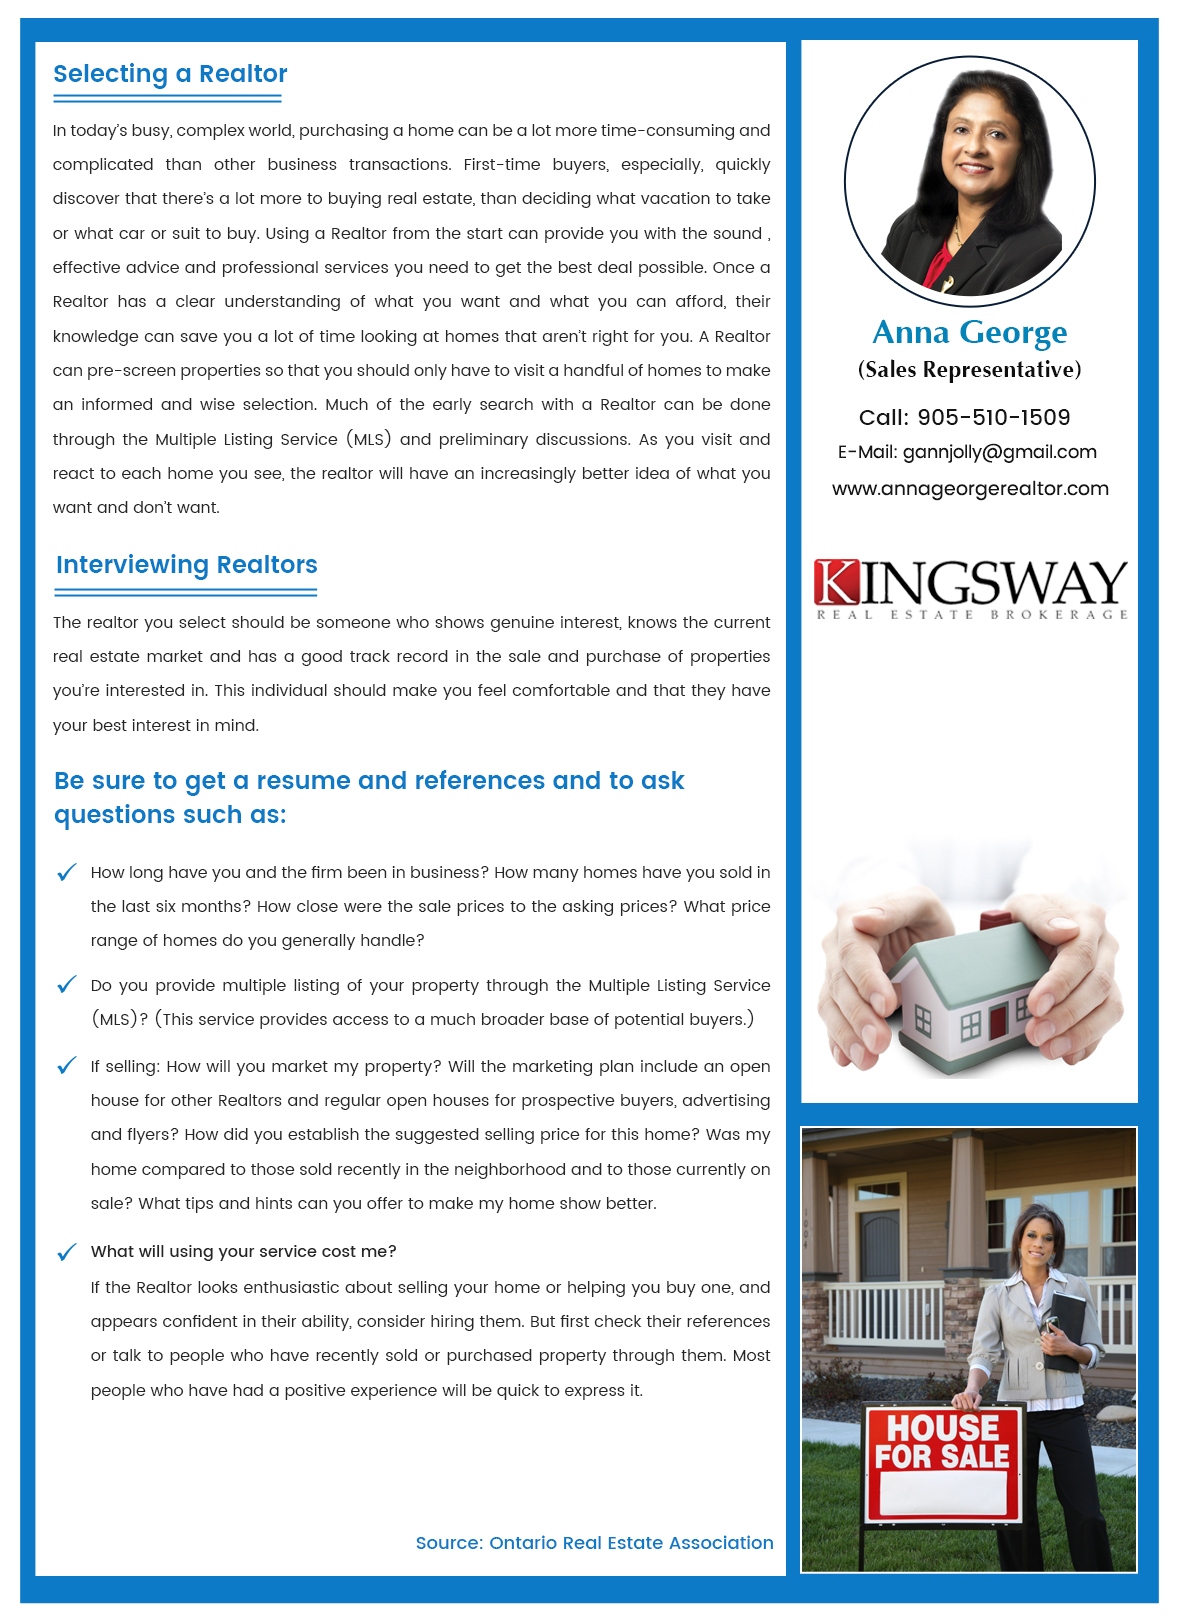 Selecting a Realtor
In today's busy, complex world, purchasing a home can be a lot more time-consuming and
complicated than other business transactions. First-time buyers, especially, quickly
discover that there's a lot more to buying real estate, than deciding what vacation to take
or what car or suit to buy. Using a Realtor from the start can provide you with the sound ,
effective advice and professional services you need to get the best deal possible. Once a
Realtor has a clear understanding of what you want and what you can afford, their
knowledge can save you a lot of time looking at homes that aren't right for you. A Realtor
can pre-screen properties so that you should only have to visit a handful of homes to make
an informed and wise selection. Much of the early search with a Realtor can be done
through the Multiple Listing Service (MLS) and preliminary discussions. As you visit and
react to each home you see, the realtor will have an increasingly better idea of what you
want and don't want.
Interviewing Realtors
The realtor you select should be someone who shows genuine interest, knows the current
real estate market and has a good track record in the sale and purchase of properties
you're interested in. This individual should make you feel comfortable and that they have
your best interest in mind.
Be sure to get a resume and references and to ask
questions such as:
How long have you and the firm been in business? How many homes have you sold in
the last six months? How close were the sale prices to the asking prices? What price
range of homes do you generally handle?
Do you provide multiple listing of your property through the Multiple Listing Service
(MLS)? (This service provides access to a much broader base of potential buyers.)
If selling: How will you market my property? Will the marketing plan include an open
house for other Realtors and regular open houses for prospective buyers, advertising
and flyers? How did you establish the suggested selling price for this home? Was my
home compared to those sold recently in the neighborhood and to those currently on
sale? What tips and hints can you offer to make my home show better.
What will using your service cost me?
If the Realtor looks enthusiastic about selling your home or helping you buy one, and
appears confident in their ability, consider hiring them. But first check their references
or talk to people who have recently sold or purchased property through them. Most
people who have had a positive experience will be quick to express it.
Source: Ontario Real Estate Association
Anna George
(Sales Representative)
Call: 905-510-1509
E-Mail: gannjolly@gmail.com
www.annageorgerealtor.com
KINGSWAY
REAL ESTATE BROKERAGE
1004
HOUSE
FOR SALE